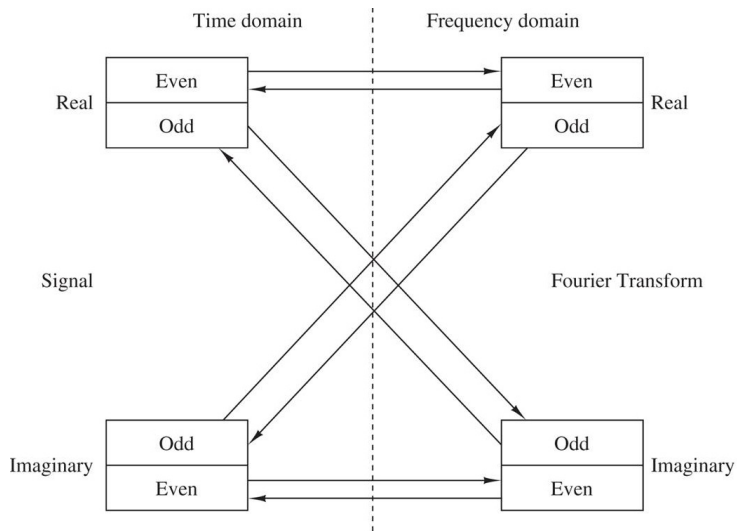 Time domain
Frequency domain
Real
Even
Odd
Even
Odd
Real
Signal
Fourier Transform
Imaginary
Odd
Even
Odd
Even
Imaginary